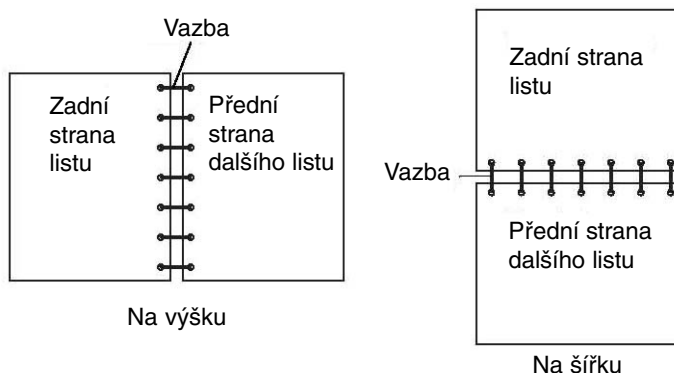 Vazba
Zadní
strana
listu
Přední
strana
dalšího listu
Na výšku
Zadní strana
listu
Vazba
Přední strana
dalšího listu
Na šířku